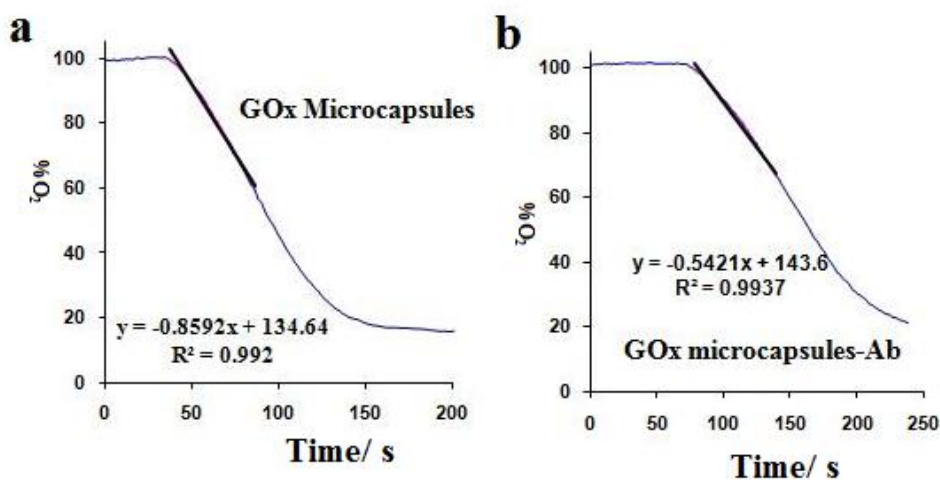 a
100
80
60
40
20
0
%O₂
GOx Microcapsules
y = -0.8592x + 134.64
R² = 0.992
0 50 100 150 200
Time/ s
b
100
80
60
40
20
0
%O₂
y = -0.5421x + 143.6
R² = 0.9937
GOx microcapsules-Ab
0 50 100 150 200 250
Time/ s